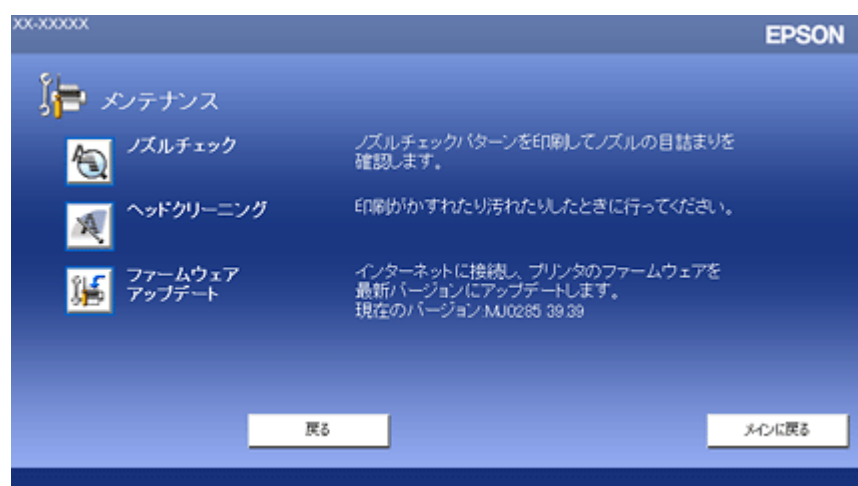 XX-XXXXX
EPSON
メンテナンス
ノズルチェック
ノズルチェックパターンを印刷してノズルの目詰まりを
確認します。
ヘッドクリーニング
印刷がかすれたり汚れたりしたときに行ってください。
ファームウェア
アップデート
インターネットに接続し、プリンタのファームウェアを
最新バージョンにアップデートします。
現在のバージョン:MJ0285 39.39
戻る
メインに戻る